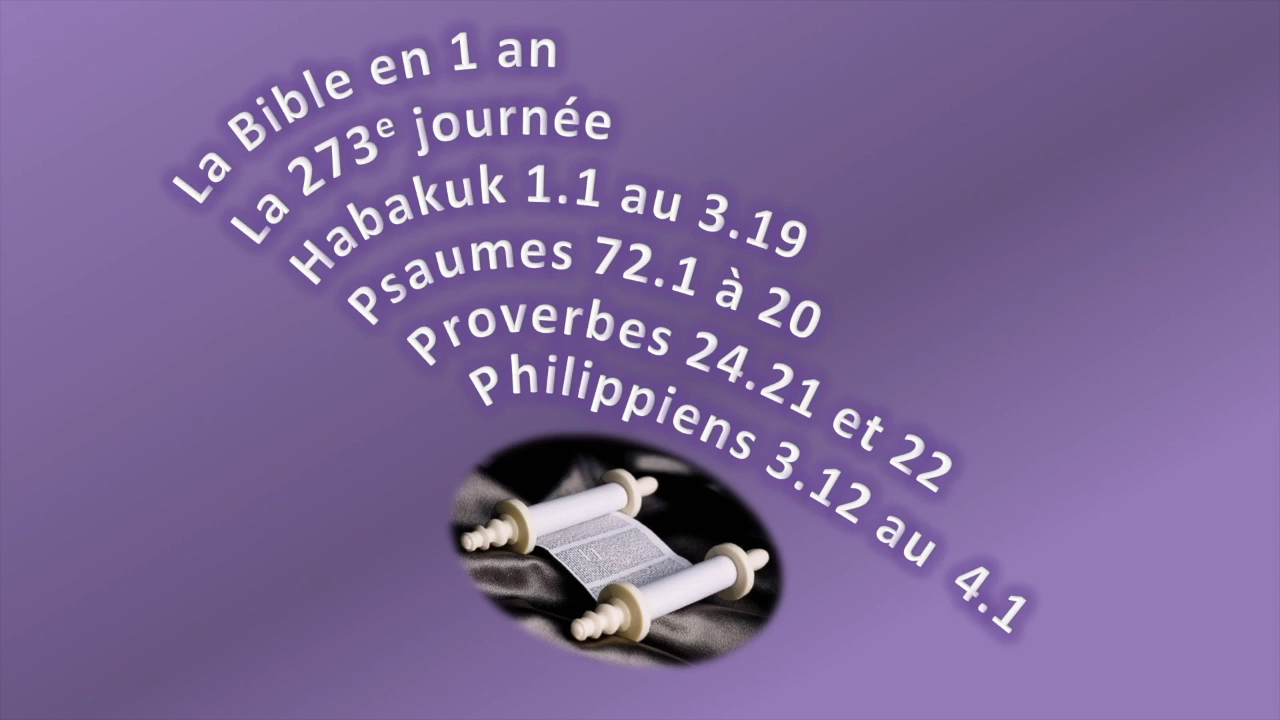 La Bible en 1 an
La 273e journée
Habakuk 1.1 au 3.19
Psaumes 72.1 à 20
Proverbes 24.21 et 22
Philippiens 3.12 au 4.1